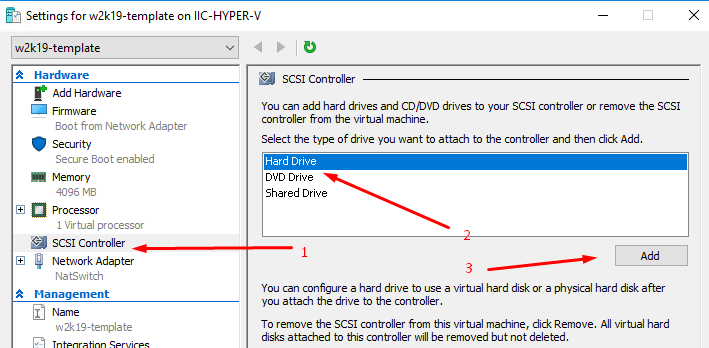 Settings for w2k19-template on IIC-HYPER-V
w2k19-template
Hardware
Add Hardware
Firmware
Boot from Network Adapter
Security
Secure Boot enabled
Memory
4096 MB
Processor
1 Virtual processor
SCSI Controller
Network Adapter
NatSwitch
Management
Name
w2k19-template
Integration Services
SCSI Controller
You can add hard drives and CD/DVD drives to your SCSI controller or remove the SCSI
controller from the virtual machine.
Select the type of drive you want to attach to the controller and then click Add.
Hard Drive
DVD Drive
Shared Drive
1
2
3
Add
You can configure a hard drive to use a virtual hard disk or a physical hard disk after
you attach the drive to the controller.
To remove the SCSI controller from this virtual machine, click Remove. All virtual hard
disks attached to this controller will be removed but not deleted.